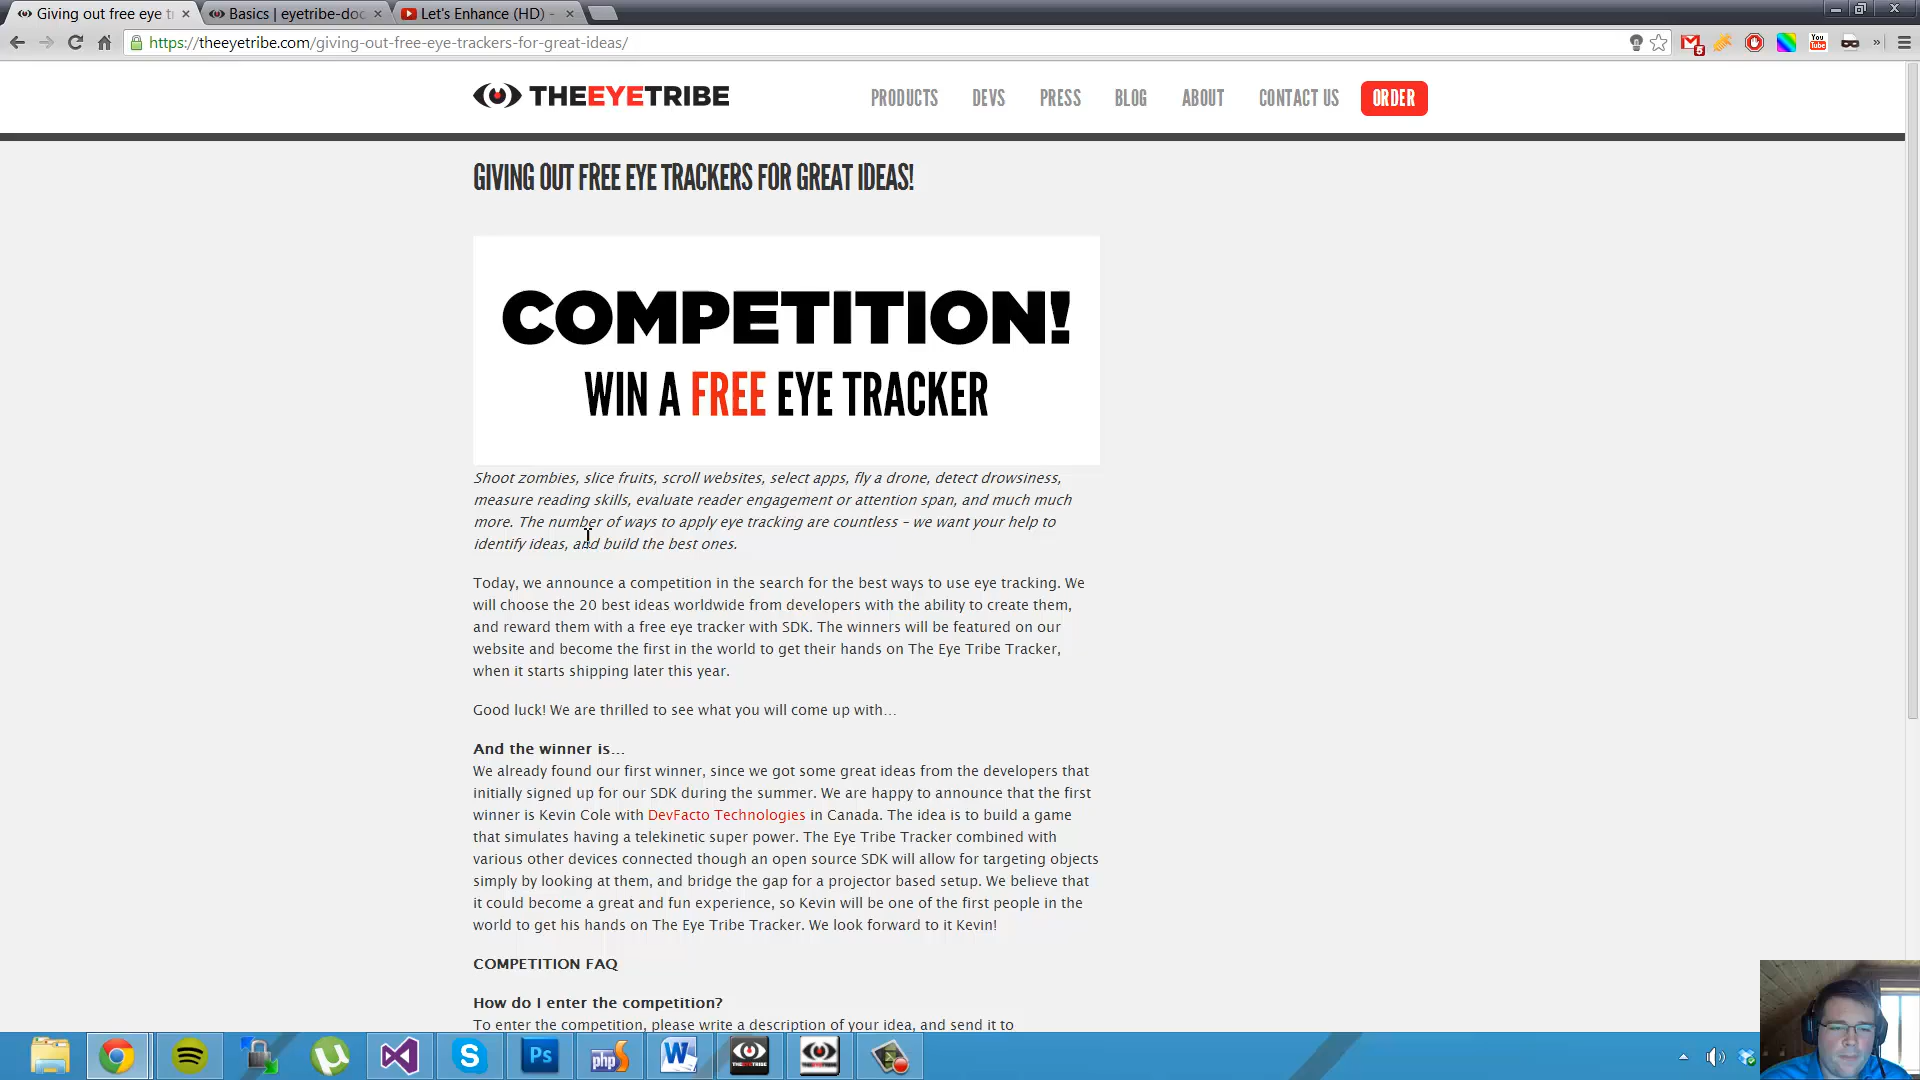 Giving out free eye t
Basics | eyetribe-doc
Let's Enhance (HD) -
https://theeyetribe.com/giving-out-free-eye-trackers-for-great-ideas/
5
You
Tube
»
THEEYETRIBE
PRODUCTS
DEVS
PRESS
BLOG
ABOUT
CONTACT US
ORDER
GIVING OUT FREE EYE TRACKERS FOR GREAT IDEAS!
COMPETITION!
WIN A FREE EYE TRACKER
Shoot zombies, slice fruits, scroll websites, select apps, fly a drone, detect drowsiness,
measure reading skills, evaluate reader engagement or attention span, and much much
more. The number of ways to apply eye tracking are countless – we want your help to
identify ideas, and build the best ones.
Today, we announce a competition in the search for the best ways to use eye tracking. We
will choose the 20 best ideas worldwide from developers with the ability to create them,
and reward them with a free eye tracker with SDK. The winners will be featured on our
website and become the first in the world to get their hands on The Eye Tribe Tracker,
when it starts shipping later this year.
Good luck! We are thrilled to see what you will come up with…
And the winner is…
We already found our first winner, since we got some great ideas from the developers that
initially signed up for our SDK during the summer. We are happy to announce that the first
winner is Kevin Cole with DevFacto Technologies in Canada. The idea is to build a game
that simulates having a telekinetic super power. The Eye Tribe Tracker combined with
various other devices connected though an open source SDK will allow for targeting objects
simply by looking at them, and bridge the gap for a projector based setup. We believe that
it could become a great and fun experience, so Kevin will be one of the first people in the
world to get his hands on The Eye Tribe Tracker. We look forward to it Kevin!
COMPETITION FAQ
How do I enter the competition?
To enter the competition, please write a description of your idea, and send it to
Ps
php
THEEYETRIBE
THEEYETRIBE